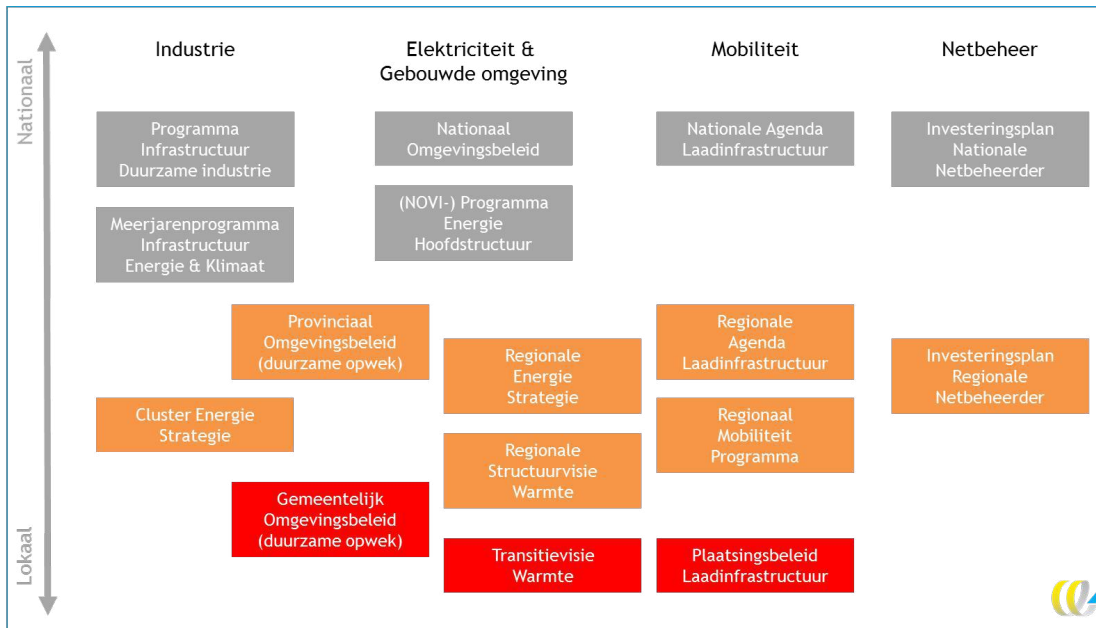 Nationaal
Lokaal
Industrie
Elektriciteit &
Gebouwde omgeving
Mobiliteit
Netbeheer
Programma
Infrastructuur
Duurzame industrie
Nationaal
Omgevingsbeleid
Nationale Agenda
Laadinfrastructuur
Investeringsplan
Nationale
Netbeheerder
Meerjarenprogramma
Infrastructuur
Energie & Klimaat
(NOVI-) Programma
Energie
Hoofdstructuur
Provinciaal
Omgevingsbeleid
(duurzame opwek)
Regionale
Energie
Strategie
Regionale
Agenda
Laadinfrastructuur
Investeringsplan
Regionale
Netbeheerder
Cluster Energie
Strategie
Regionale
Structuurvisie
Warmte
Regionaal
Mobiliteit
Programma
Gemeentelijk
Omgevingsbeleid
(duurzame opwek)
Transitievisie
Warmte
Plaatsingsbeleid
Laadinfrastructuur